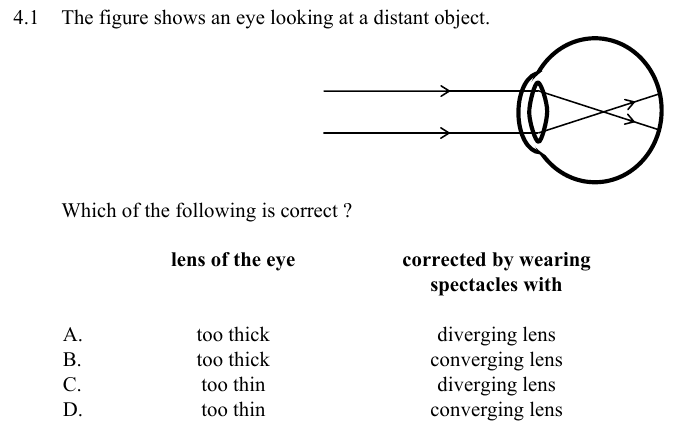 4.1 The figure shows an eye looking at a distant object.
Which of the following is correct ?
lens of the eye corrected by wearing
spectacles with
A. too thick diverging lens
B. too thick converging lens
C. too thin diverging lens
D. too thin converging lens